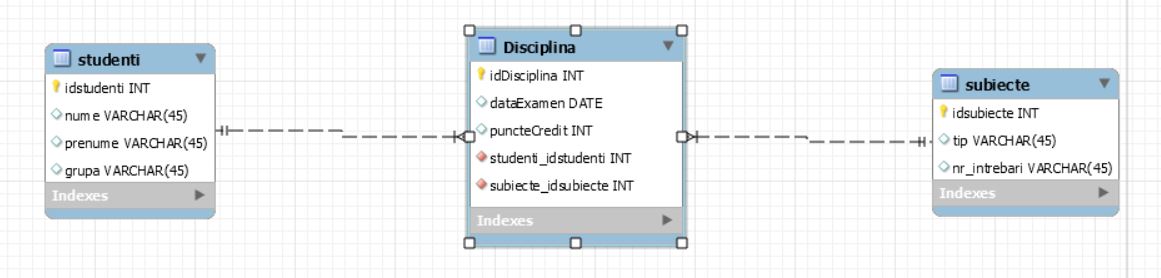 studenti
idstudenti INT
nume VARCHAR(45)
prenume VARCHAR(45)
grupa VARCHAR(45)
Indexes
Disciplina
idDisciplina INT
dataExamen DATE
puncteCredit INT
studenti_idstudenti INT
subiecte_idsubiecte INT
Indexes
subiecte
idsubiecte INT
tip VARCHAR(45)
nr_intrebari VARCHAR(45)
Indexes